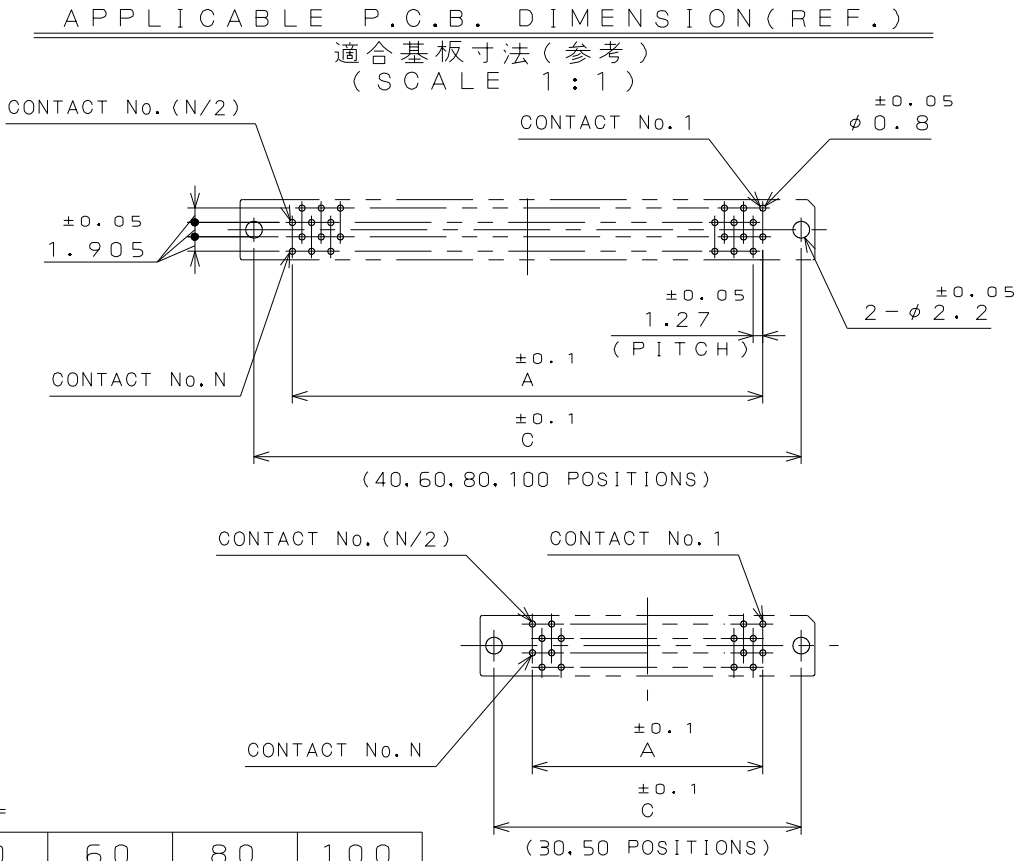 APPLICABLE P.C.B. DIMENSION(REF.)
適合基板寸法(参考)
(SCALE 1:1)
CONTACT No.(N/2)
CONTACT No.1
±0.05
φ0.8
±0.05
1.905
±0.05
1.27
(PITCH)
±0.05
2-φ2.2
CONTACT No.N
±0.1
A
±0.1
C
(40,60,80,100 POSITIONS)
CONTACT No.(N/2)
CONTACT No.1
CONTACT No.N
±0.1
A
±0.1
C
(30,50 POSITIONS)
60 80 100